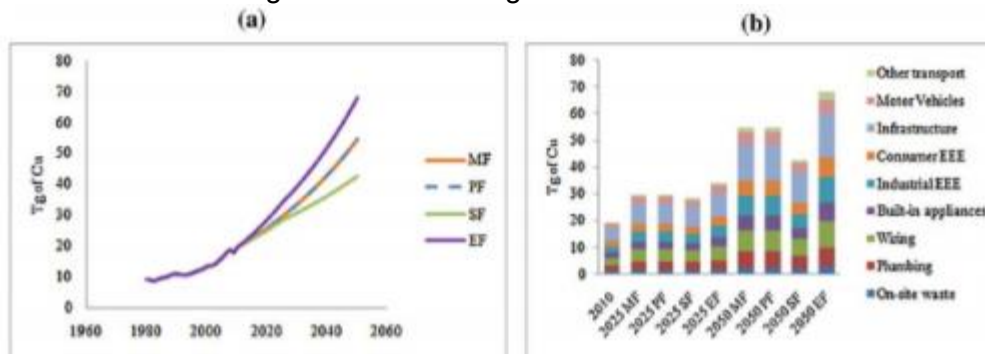 (a)
(b)
80
70
60
50
40
30
20
10
0
Tg of Cu
1960
1980
2000
2020
2040
2060
MF
PF
SF
EF
80
70
60
50
40
30
20
10
0
Tg of Cu
2010
2025 MF
2025 PF
2025 SF
2025 EF
2050 MF
2050 PF
2050 SF
2050 EF
Other transport
Motor Vehicles
Infrastructure
Consumer EEE
Industrial EEE
Built-in appliances
Wiring
Plumbing
On-site waste